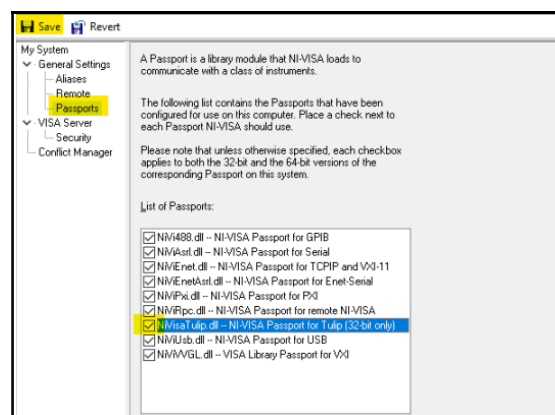 Save Revert
My System
General Settings
Aliases
Remote
Passports
VISA Server
Security
Conflict Manager
A Passport is a library module that NI-VISA loads to
communicate with a class of instruments.
The following list contains the Passports that have been
configured for use on this computer. Place a check next to
each Passport NI-VISA should use.
Please note that unless otherwise specified, each checkbox
applies to both the 32-bit and the 64-bit versions of the
corresponding Passport on this system.
List of Passports:
NiVi488.dll -- NI-VISA Passport for GPIB
NiViAsrl.dll -- NI-VISA Passport for Serial
NiViEnet.dll -- NI-VISA Passport for TCPIP and VXI-11
NiViEnetAsrl.dll -- NI-VISA Passport for Enet-Serial
NiViPxi.dll -- NI-VISA Passport for PXI
NiViRpc.dll -- NI-VISA Passport for remote NI-VISA
NiVisaTulip.dll -- NI-VISA Passport for Tulip (32-bit only)
NiViUsb.dll -- NI-VISA Passport for USB
NiViVVGL.dll -- VISA Library Passport for VXI